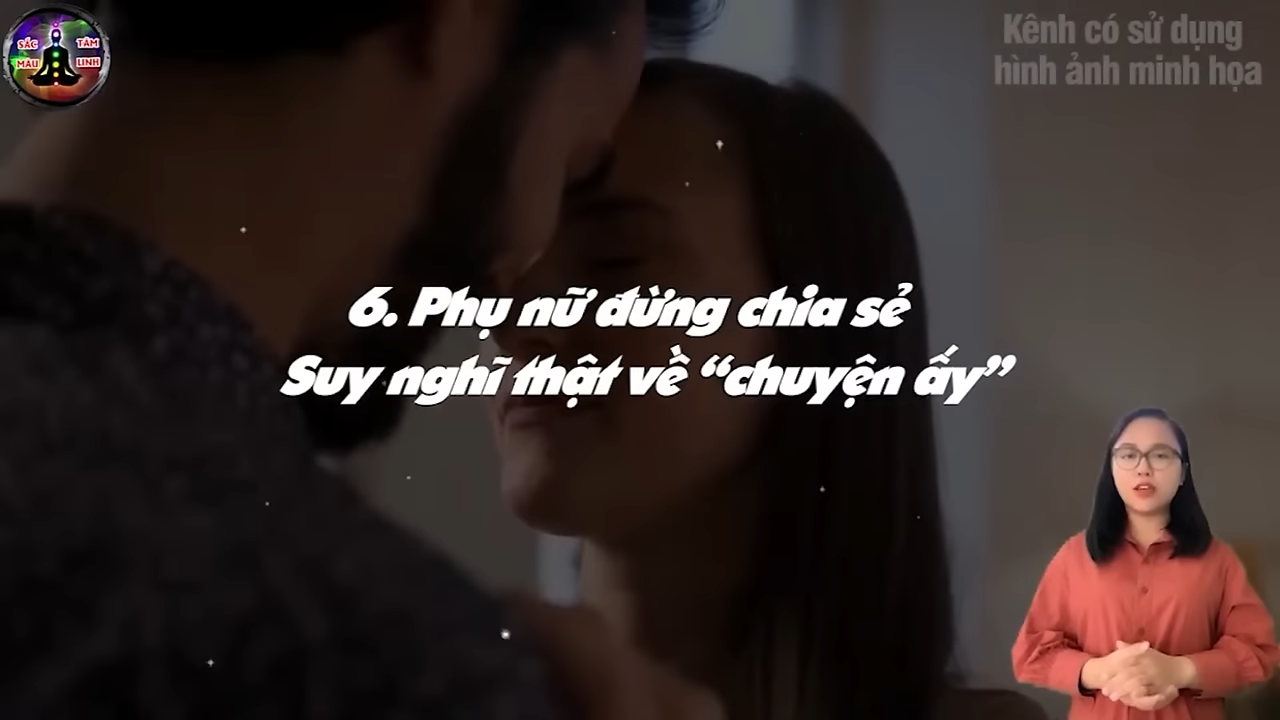 SẮC MÀU
TÂM LINH
Kênh có sử dụng
hình ảnh minh họa
6. Phụ nữ đừng chia sẻ
Suy nghĩ thật về “chuyện ấy”